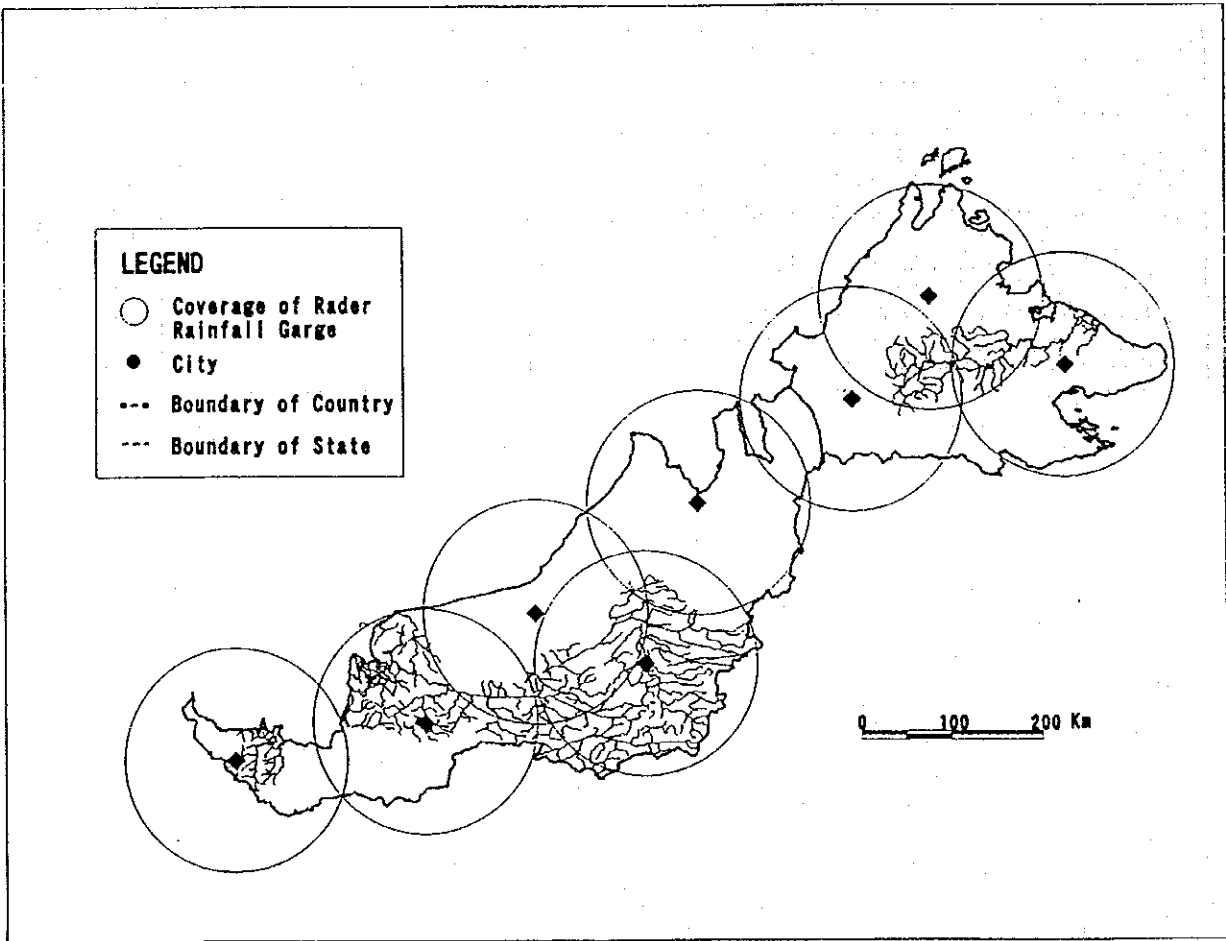 LEGEND
Coverage of Rader
Rainfall Garge
City
Boundary of Country
Boundary of State
0 100 200 Km